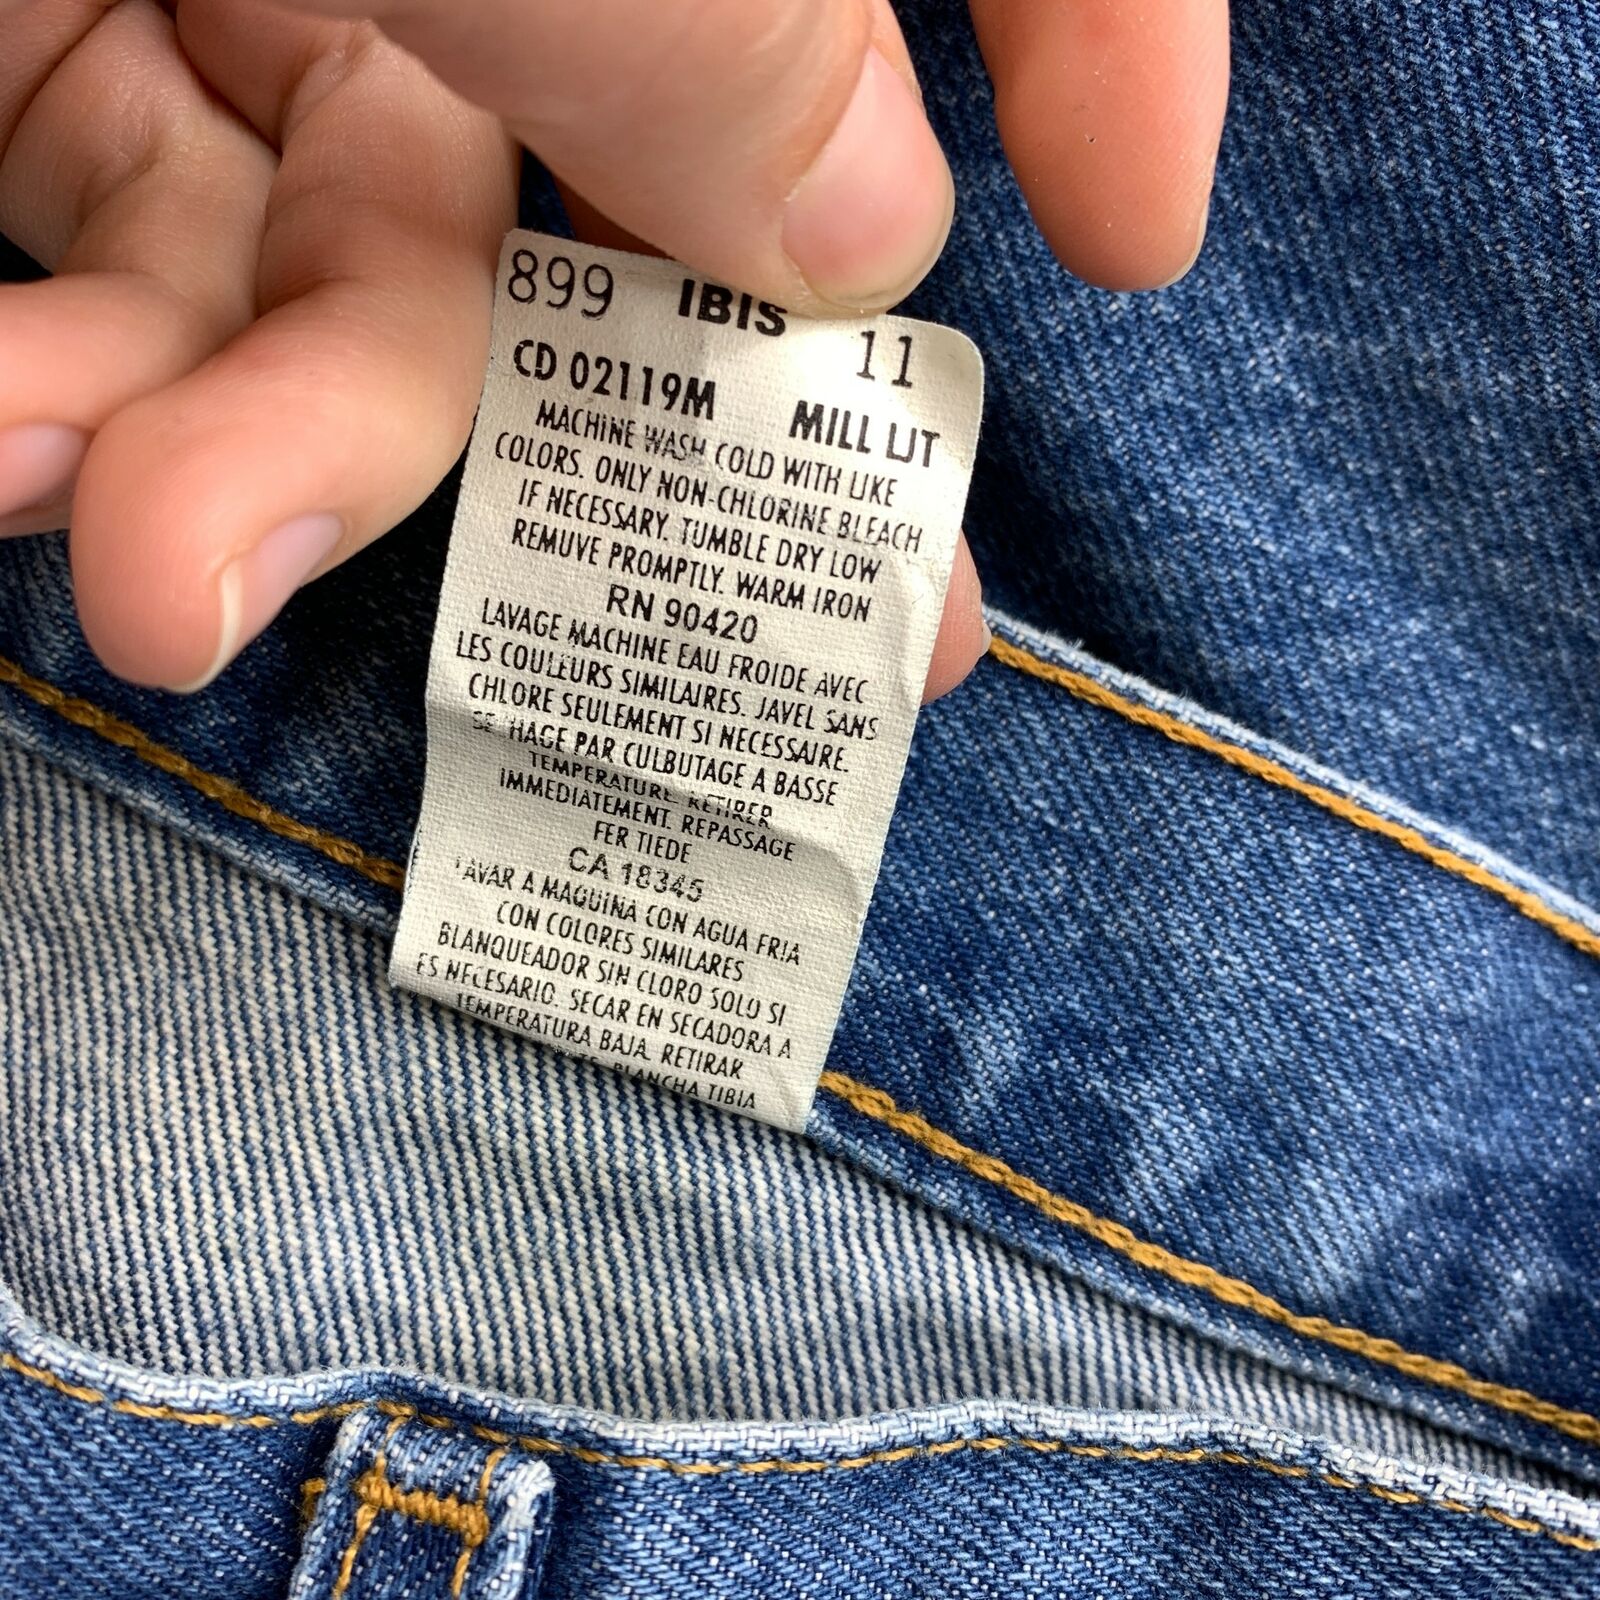 899 IBIS 11
CD 02119M MILL LJT
MACHINE WASH COLD WITH LIKE
COLORS. ONLY NON-CHLORINE BLEACH
IF NECESSARY. TUMBLE DRY LOW
REMUVE PROMPTLY. WARM IRON
RN 90420
LAVAGE MACHINE EAU FROIDE AVEC
LES COULEURS SIMILAIRES. JAVEL SANS
CHLORE SEULEMENT SI NECESSAIRE.
HAGE PAR CULBUTAGE A BASSE
TEMPERATURE. RETIRER
IMMEDIATEMENT. REPASSAGE
FER TIEDE
CA 18345
LAVAR A MAQUINA CON AGUA FRIA
CON COLORES SIMILARES
BLANQUEADOR SIN CLORO SOLO SI
ES NECESARIO. SECAR EN SECADORA A
TEMPERATURA BAJA. RETIRAR
PLANCHA TIBIA